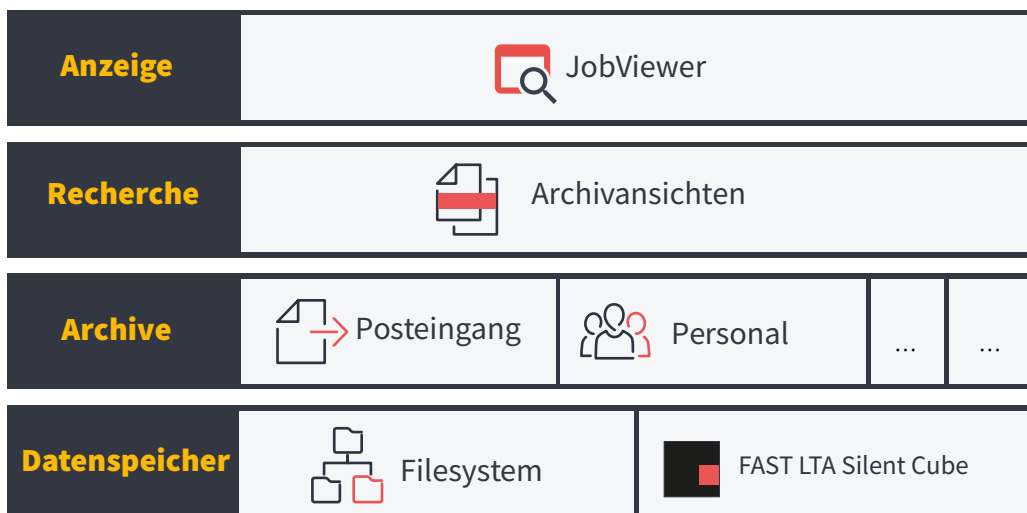 Anzeige
JobViewer
Recherche
Archivansichten
Archive
Posteingang
Personal
...
...
Datenspeicher
Filesystem
FAST LTA Silent Cube